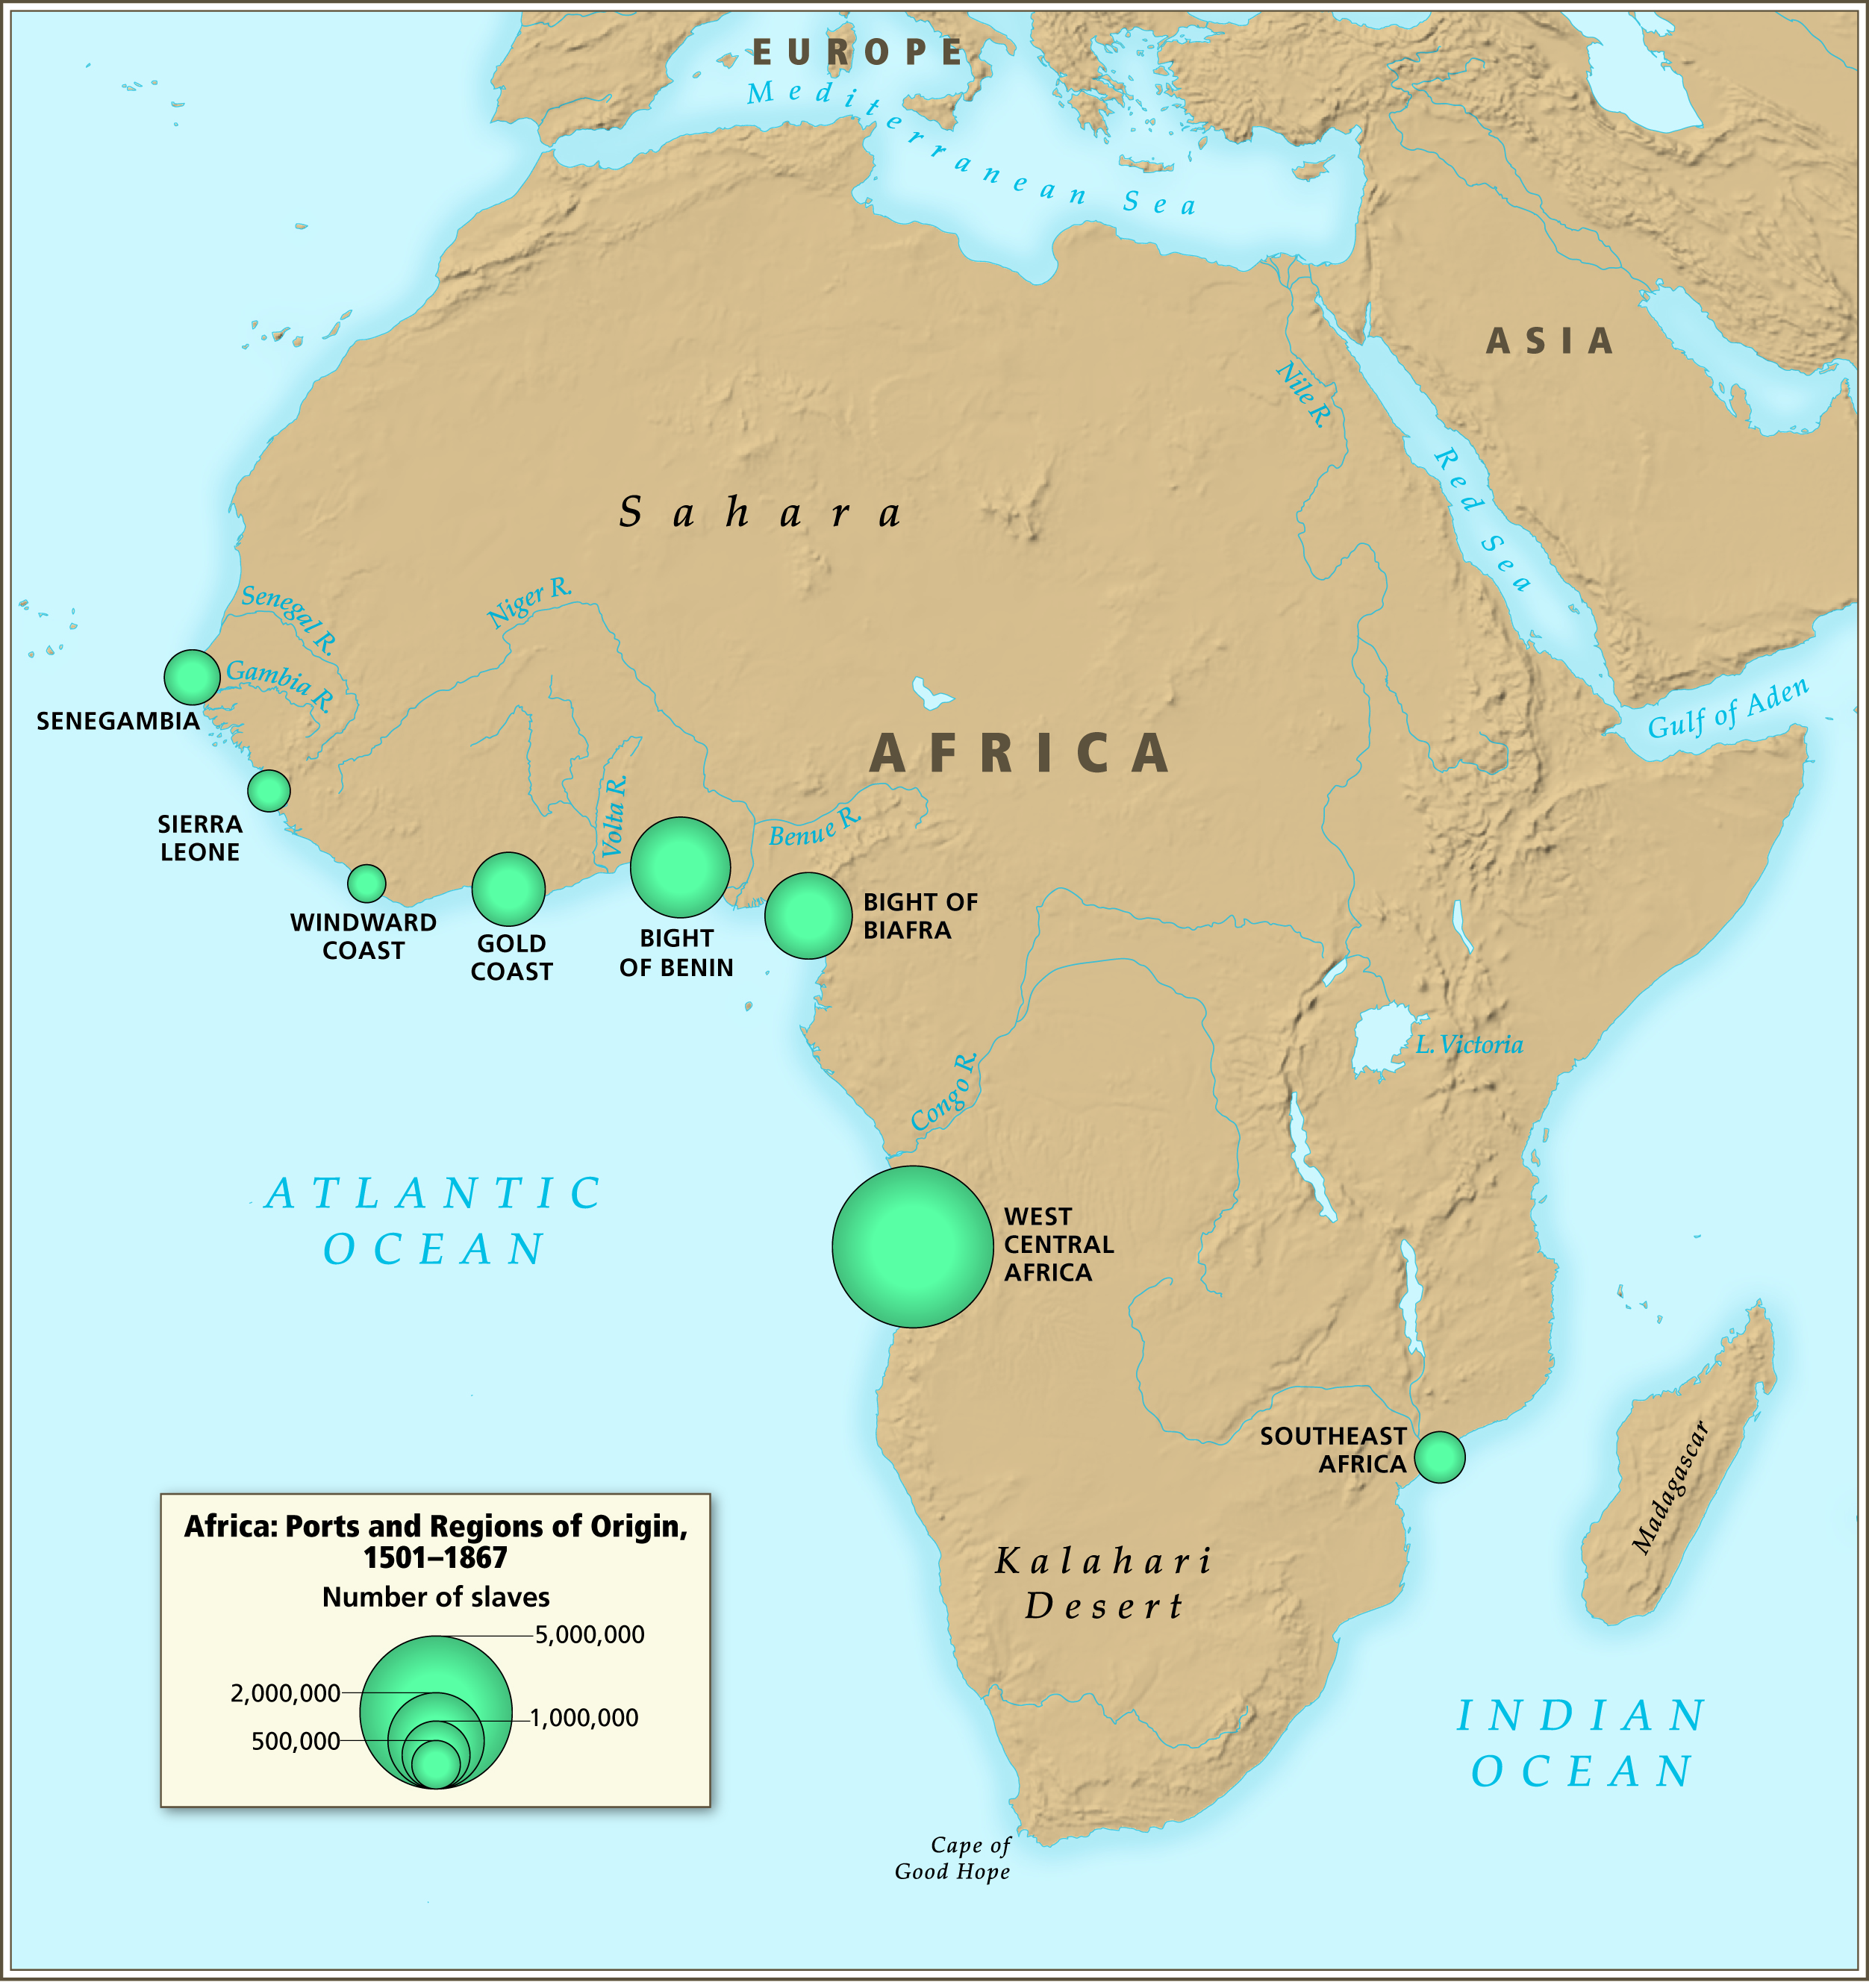 EUROPE
Mediterranean Sea
ASIA
Nile R.
Red Sea
Sahara
Senegal R.
Niger R.
Gambia R.
SENEGAMBIA
Gulf of Aden
AFRICA
SIERRA
LEONE
Volta R.
Benue R.
WINDWARD
COAST
GOLD
COAST
BIGHT
OF BENIN
BIGHT OF
BIAFRA
L. Victoria
Congo R.
ATLANTIC
OCEAN
WEST
CENTRAL
AFRICA
SOUTHEAST
AFRICA
Madagascar
Kalahari
Desert
Africa: Ports and Regions of Origin,
1501–1867
Number of slaves
5,000,000
2,000,000
1,000,000
500,000
INDIAN
OCEAN
Cape of
Good Hope